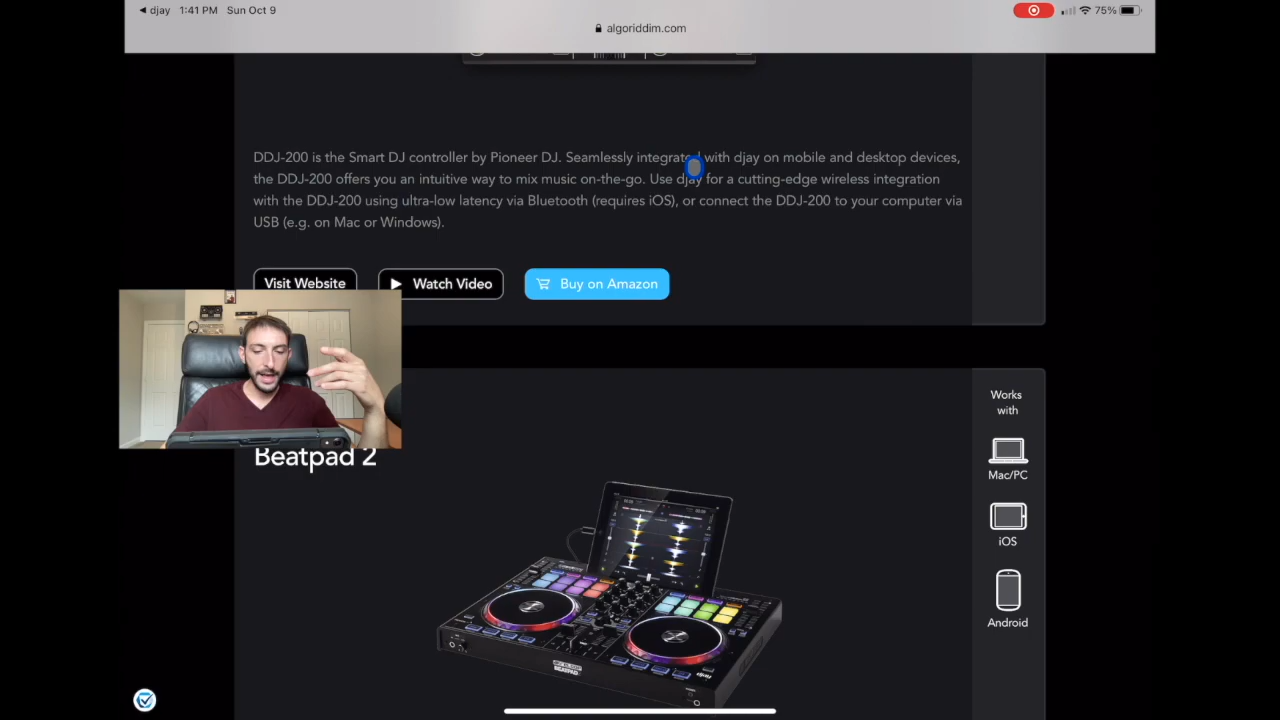 djay 1:41 PM Sun Oct 9 75%
algoriddim.com
DDJ-200 is the Smart DJ controller by Pioneer DJ. Seamlessly integrated with djay on mobile and desktop devices,
the DDJ-200 offers you an intuitive way to mix music on-the-go. Use djay for a cutting-edge wireless integration
with the DDJ-200 using ultra-low latency via Bluetooth (requires iOS), or connect the DDJ-200 to your computer via
USB (e.g. on Mac or Windows).
Visit Website
Watch Video
Buy on Amazon
Works
with
Beatpad 2
Mac/PC
iOS
Android
BEATPAD
djay